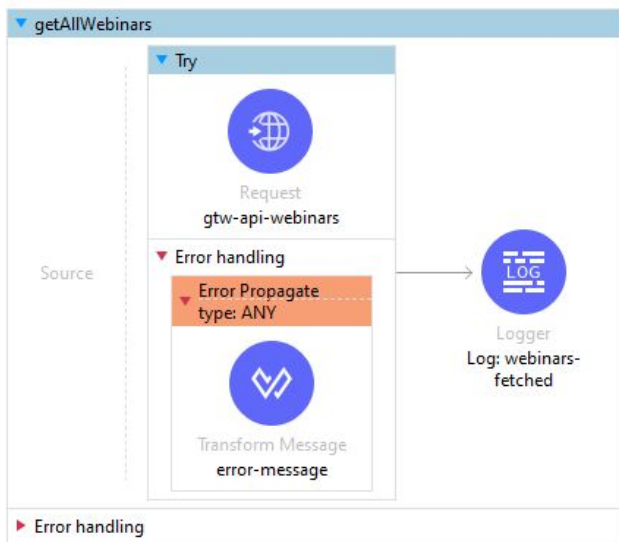 getAllWebinars
Try
Request
gtw-api-webinars
Error handling
Source
Error Propagate
type: ANY
LOG
Logger
Log: webinars-
fetched
Transform Message
error-message
Error handling